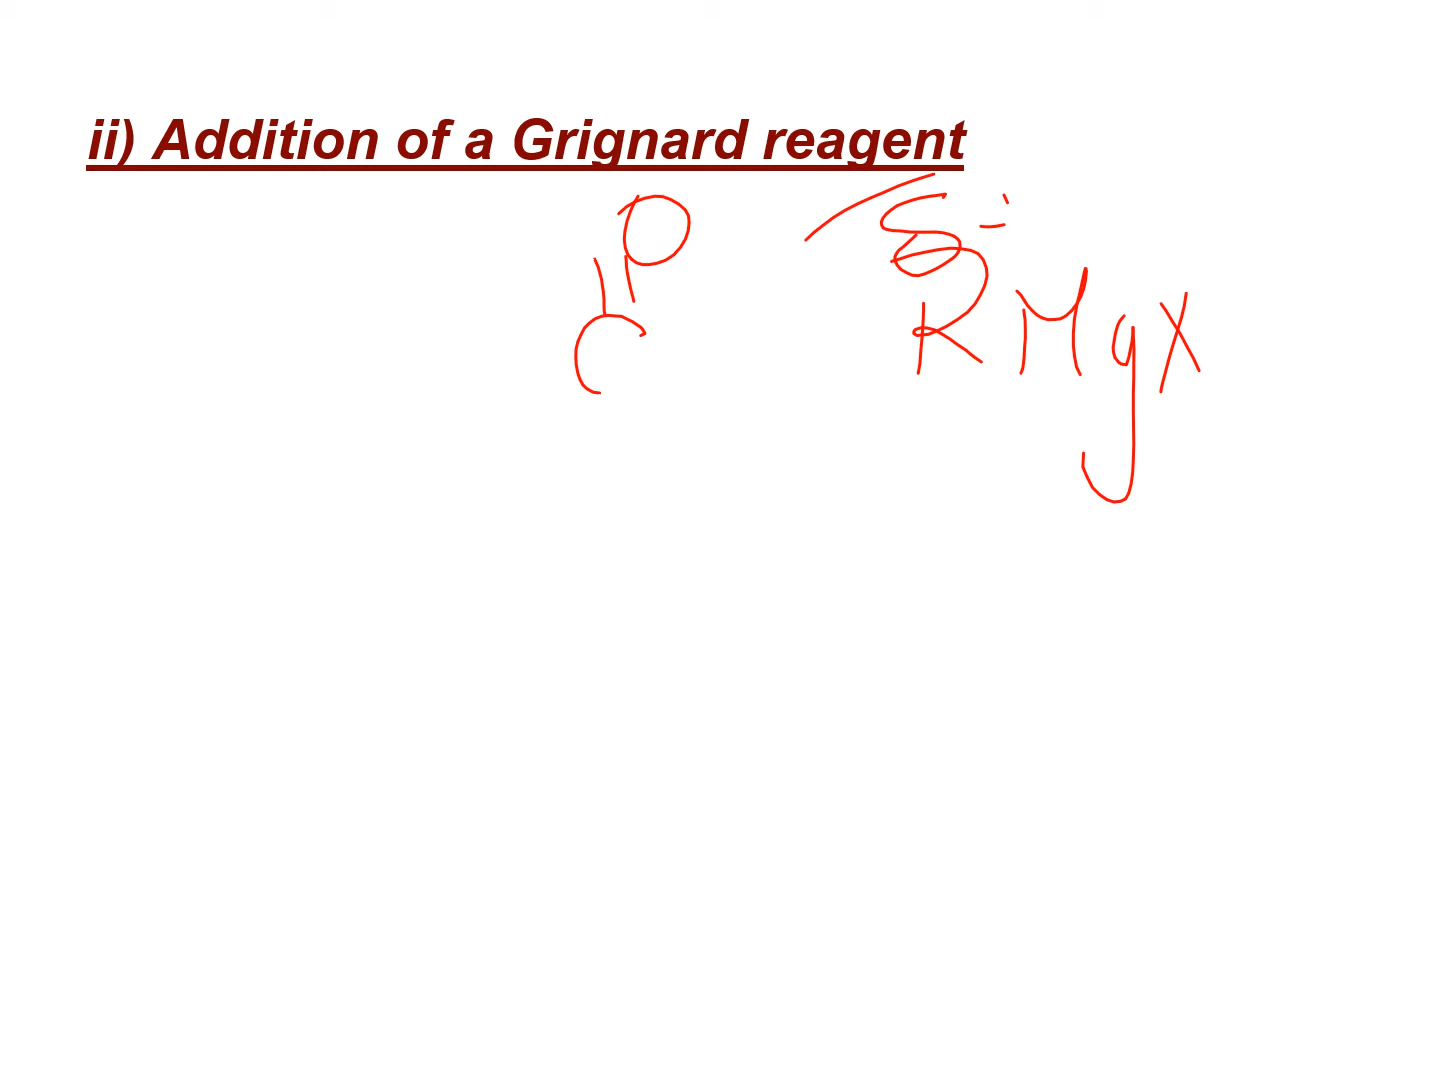 ii) Addition of a Grignard reagent
O
C RMgX